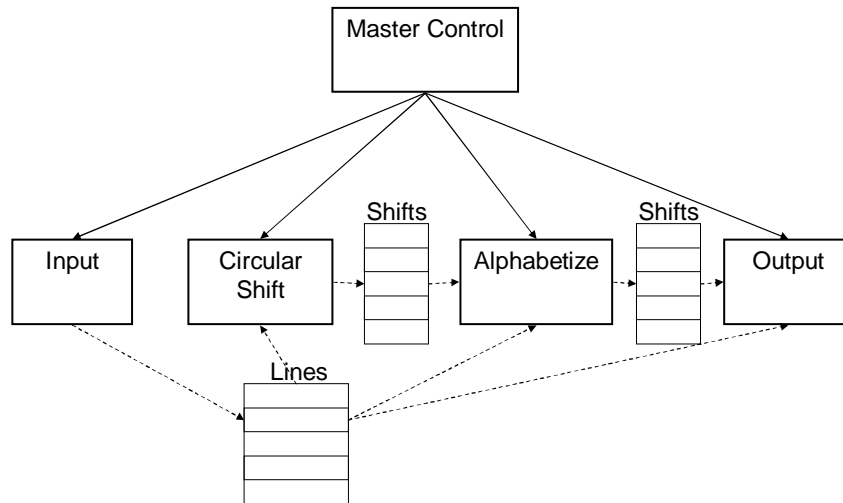 Master Control
Shifts
Shifts
Input
Circular
Shift
Alphabetize
Output
Lines